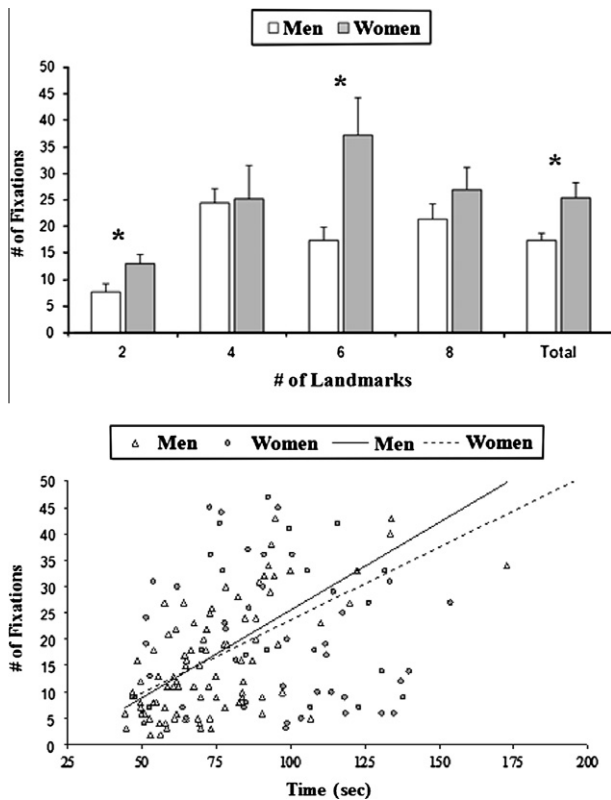 Men Women
# of Fixations
50
45
40
35
30
25
20
15
10
5
0
* * *
2 4 6 8 Total
# of Landmarks
Men Women Men Women
# of Fixations
50
45
40
35
30
25
20
15
10
5
0
25 50 75 100 125 150 175 200
Time (sec)